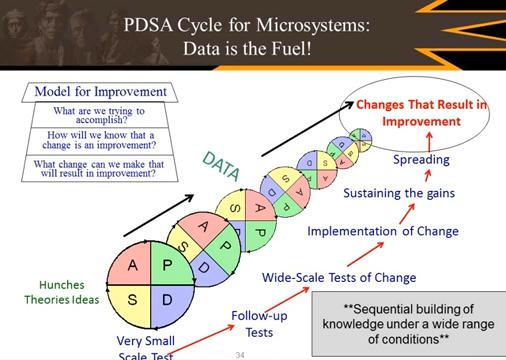 PDSA Cycle for Microsystems:
Data is the Fuel!
Model for Improvement
What are we trying to
accomplish?
How will we know that a
change is an improvement?
What change can we make that
will result in improvement?
DATA
Changes That Result in
Improvement
Spreading
Sustaining the gains
Implementation of Change
Wide-Scale Tests of Change
Follow-up
Tests
Very Small
Scale Test
Hunches
Theories Ideas
A P
S D
A P
S D
A P
S
A P
S D
**Sequential building of
knowledge under a wide range
of conditions**
34